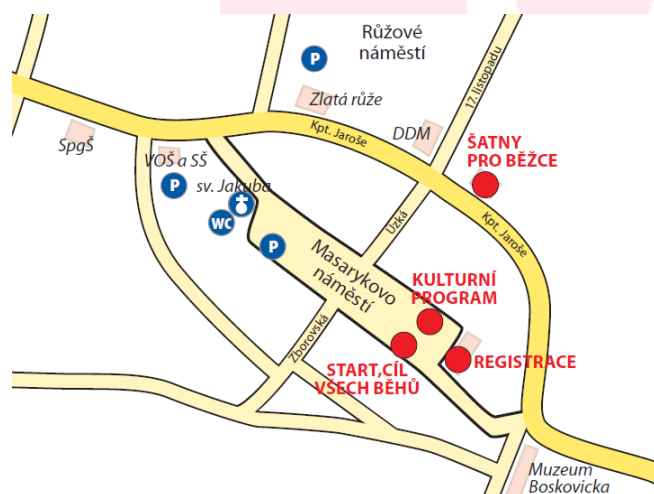 Růžové
náměstí
P
Zlatá růže
17. listopadu
Kpt. Jaroše
DDM
SpgŠ
VOŠ a SŠ
ŠATNY
PRO BĚŽCE
P
sv. Jakuba
WC
P
Úzká
Kpt. Jaroše
Masarykovo
náměstí
KULTURNÍ
PROGRAM
Zborovská
START,CÍL
VŠECH BĚHŮ
REGISTRACE
Muzeum
Boskovicka